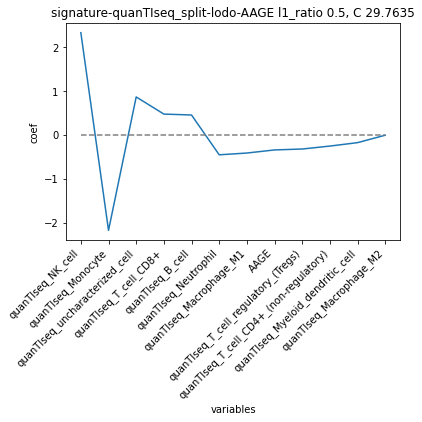 signature-quanTIseq_split-lodo-AAGE l1_ratio 0.5, C 29.7635
2
1
0
−1
−2
coef
quanTIseq_NK_cell
quanTIseq_Monocyte
quanTIseq_uncharacterized_cell
quanTIseq_T_cell_CD8+
quanTIseq_B_cell
quanTIseq_Neutrophil
quanTIseq_Macrophage_M1
AAGE
quanTIseq_T_cell_regulatory_(Tregs)
quanTIseq_T_cell_CD4+_(non-regulatory)
quanTIseq_Myeloid_dendritic_cell
quanTIseq_Macrophage_M2
variables